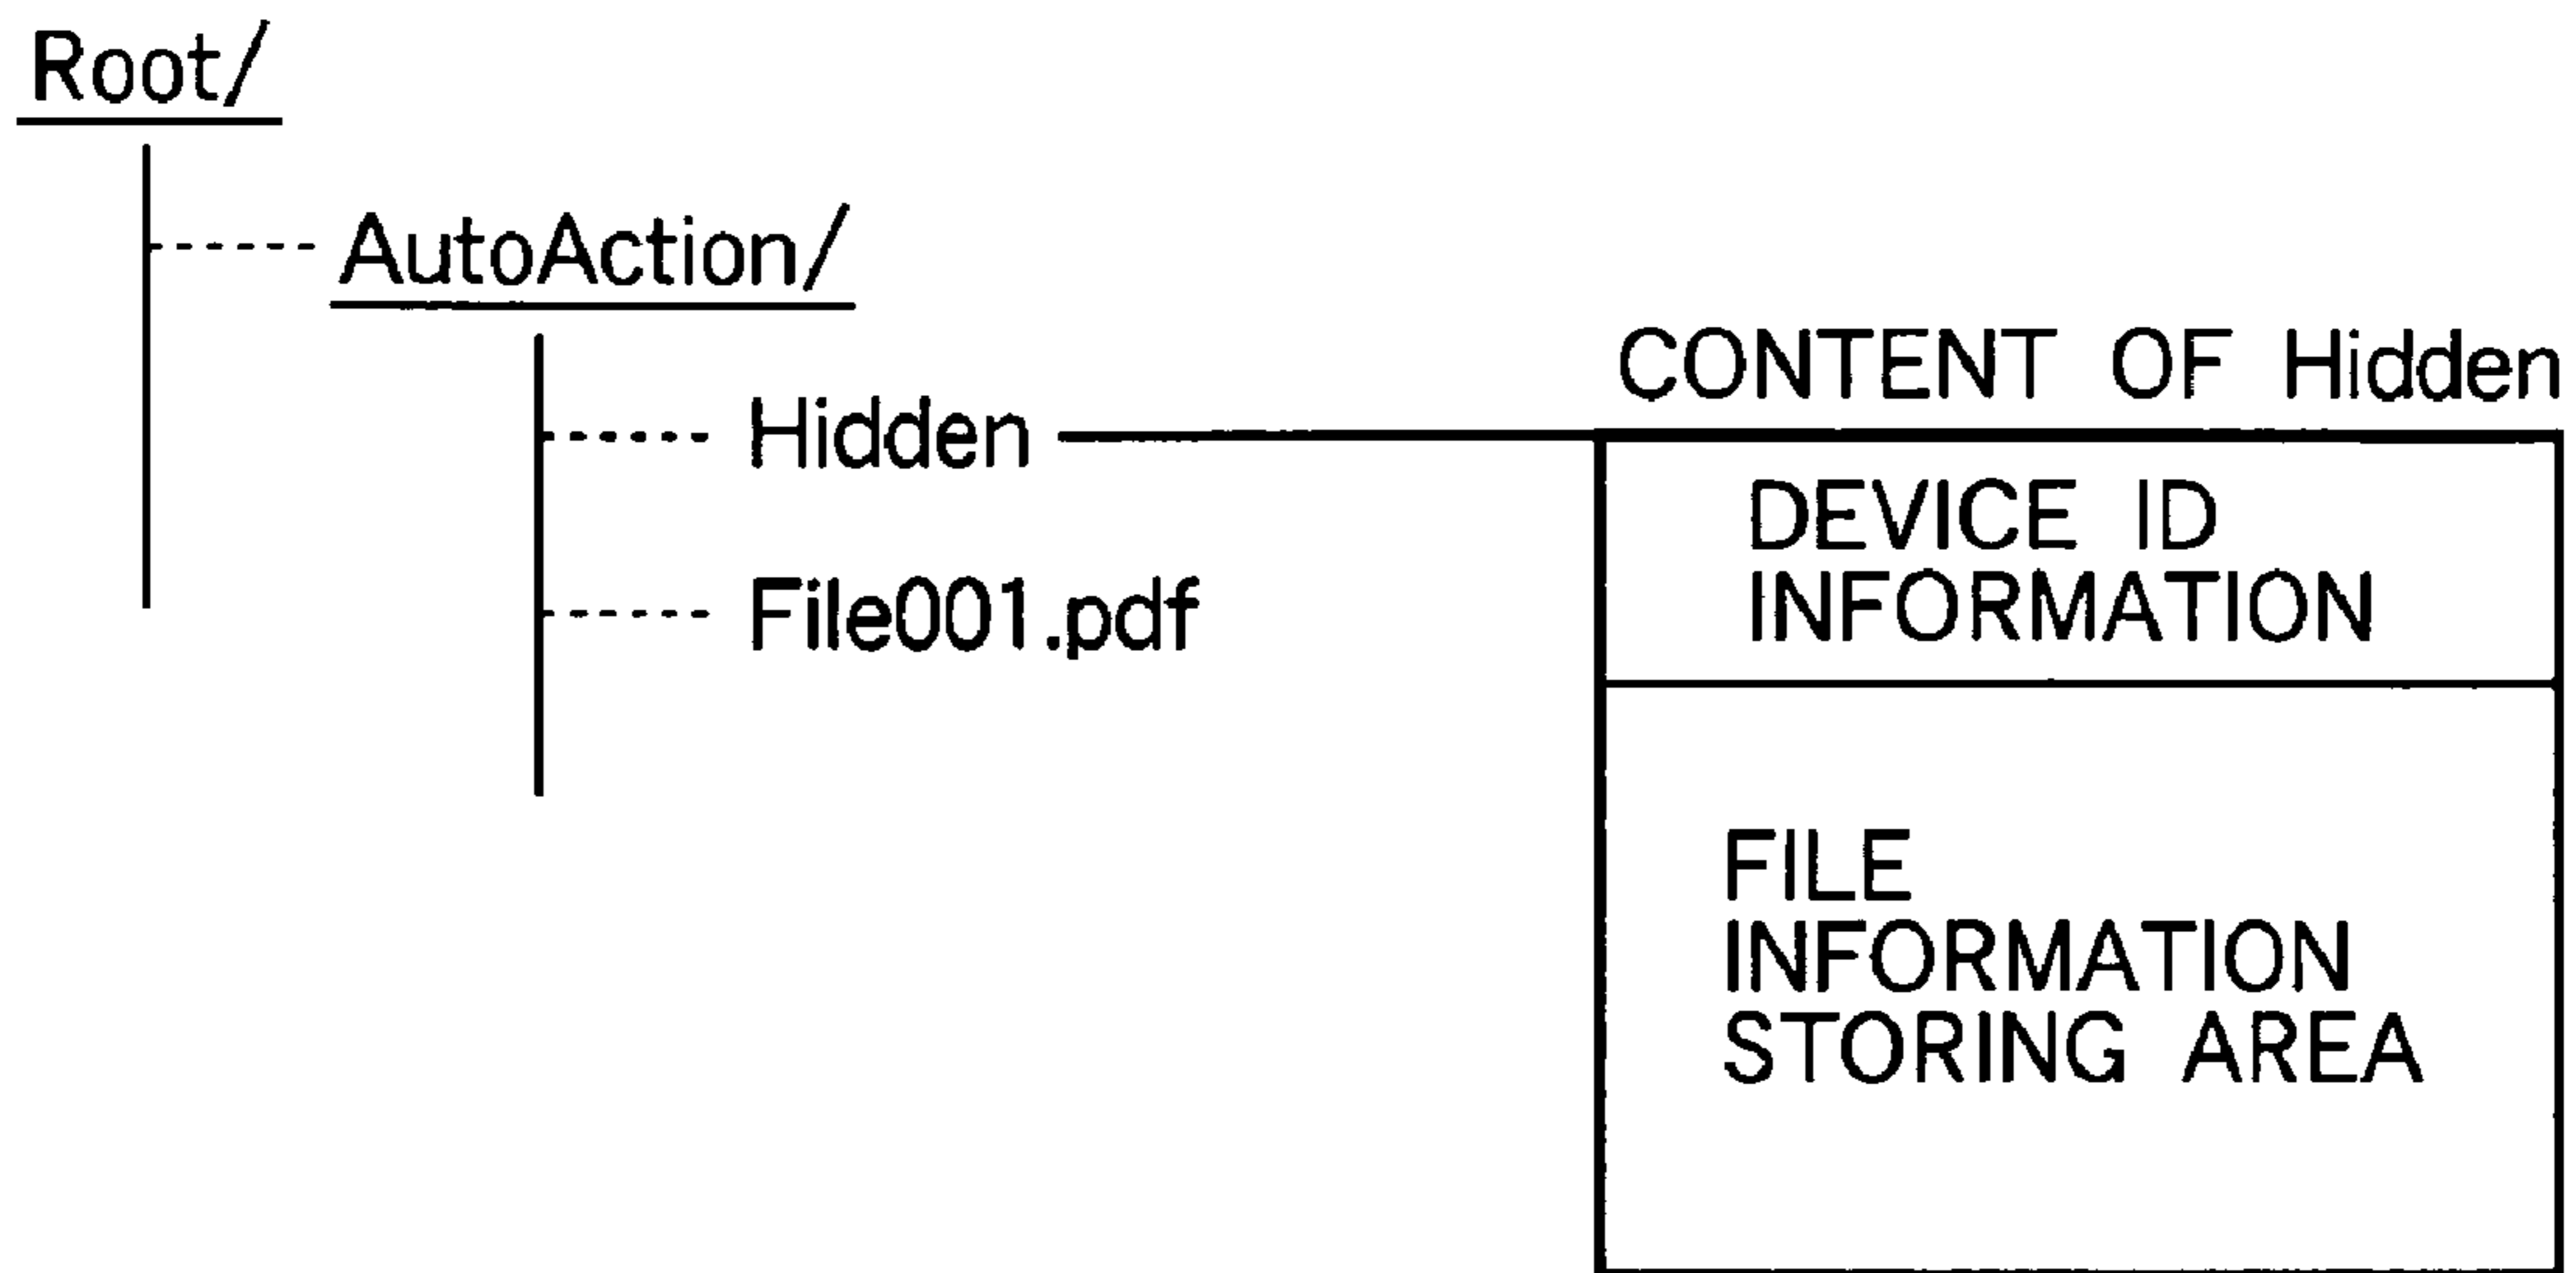 Root/
AutoAction/
CONTENT OF Hidden
Hidden
DEVICE ID
INFORMATION
File001.pdf
FILE
INFORMATION
STORING AREA